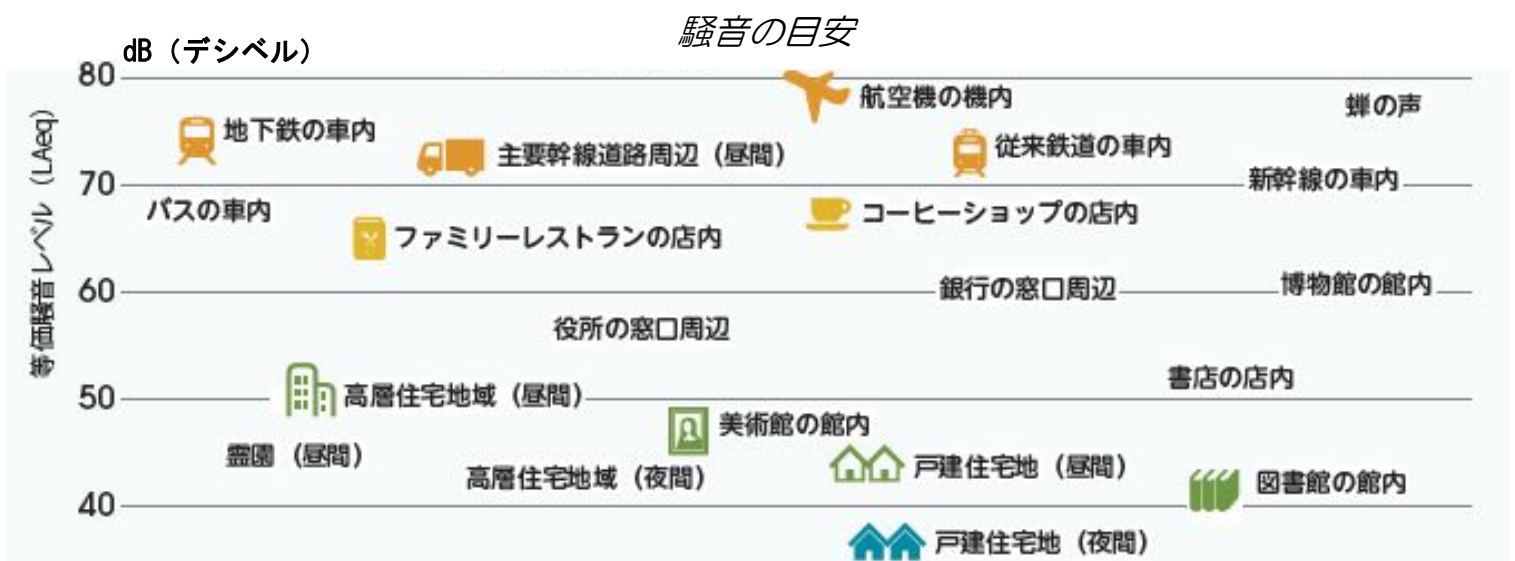 騒音の目安
dB（デシベル）
等価騒音レベル（LAeq）
80
航空機の機内
蝉の声
地下鉄の車内
従来鉄道の車内
主要幹線道路周辺（昼間）
70
新幹線の車内
バスの車内
コーヒーショップの店内
ファミリーレストランの店内
60
銀行の窓口周辺
博物館の館内
役所の窓口周辺
書店の店内
50
高層住宅地域（昼間）
美術館の館内
霊園（昼間）
戸建住宅地（昼間）
高層住宅地域（夜間）
図書館の館内
40
戸建住宅地（夜間）